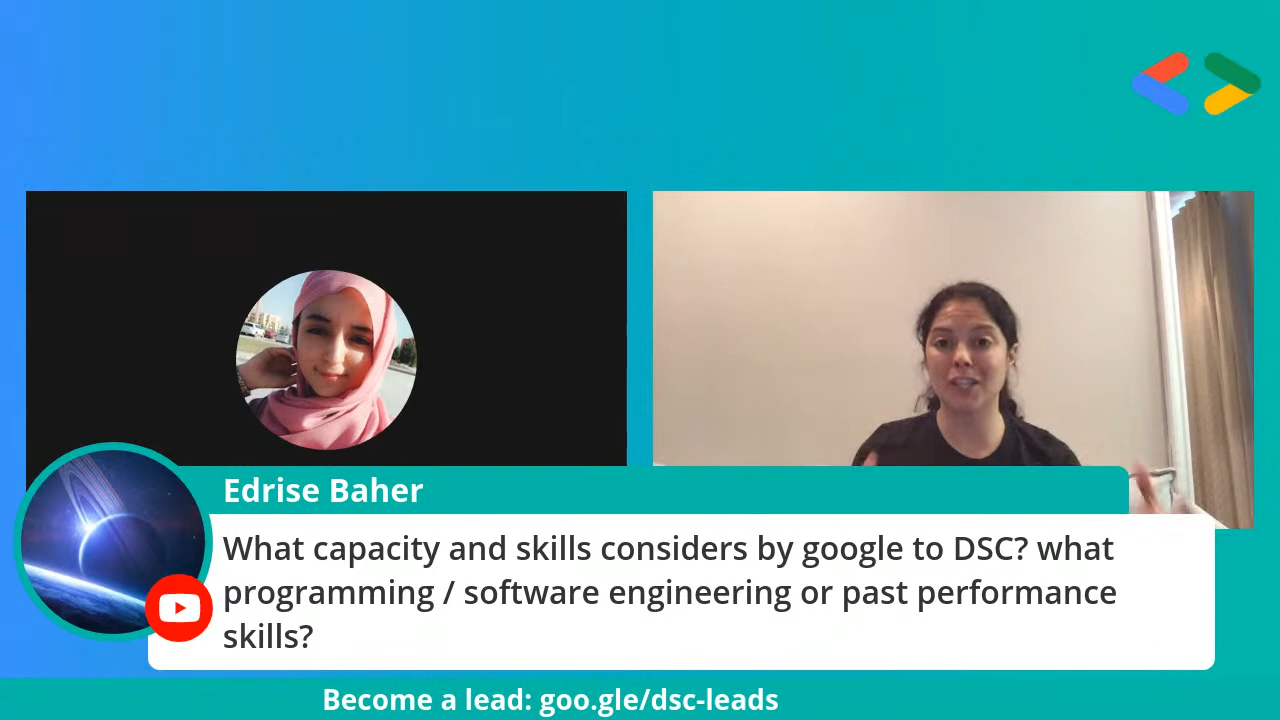 Edrise Baher
What capacity and skills considers by google to DSC? what
programming / software engineering or past performance
skills?
Become a lead: goo.gle/dsc-leads